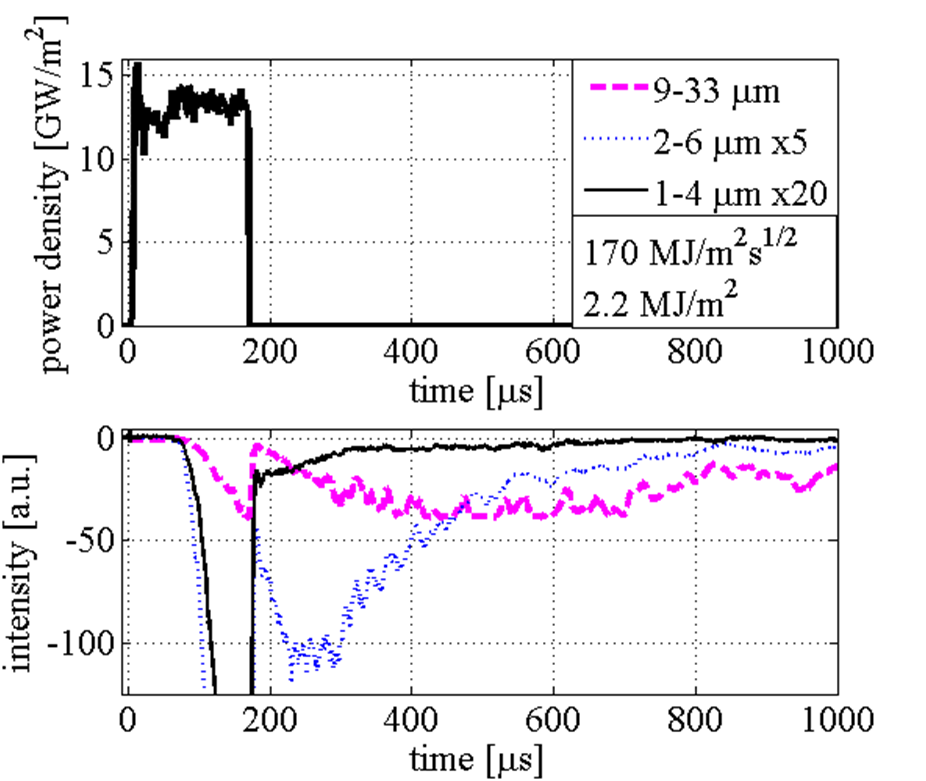 power density [GW/m²]
15
10
5
0
0 200 400 600 800 1000
time [μs]
9-33 μm
2-6 μm x5
1-4 μm x20
170 MJ/m²s^1/2
2.2 MJ/m²
intensity [a.u.]
0
-50
-100
0 200 400 600 800 1000
time [μs]